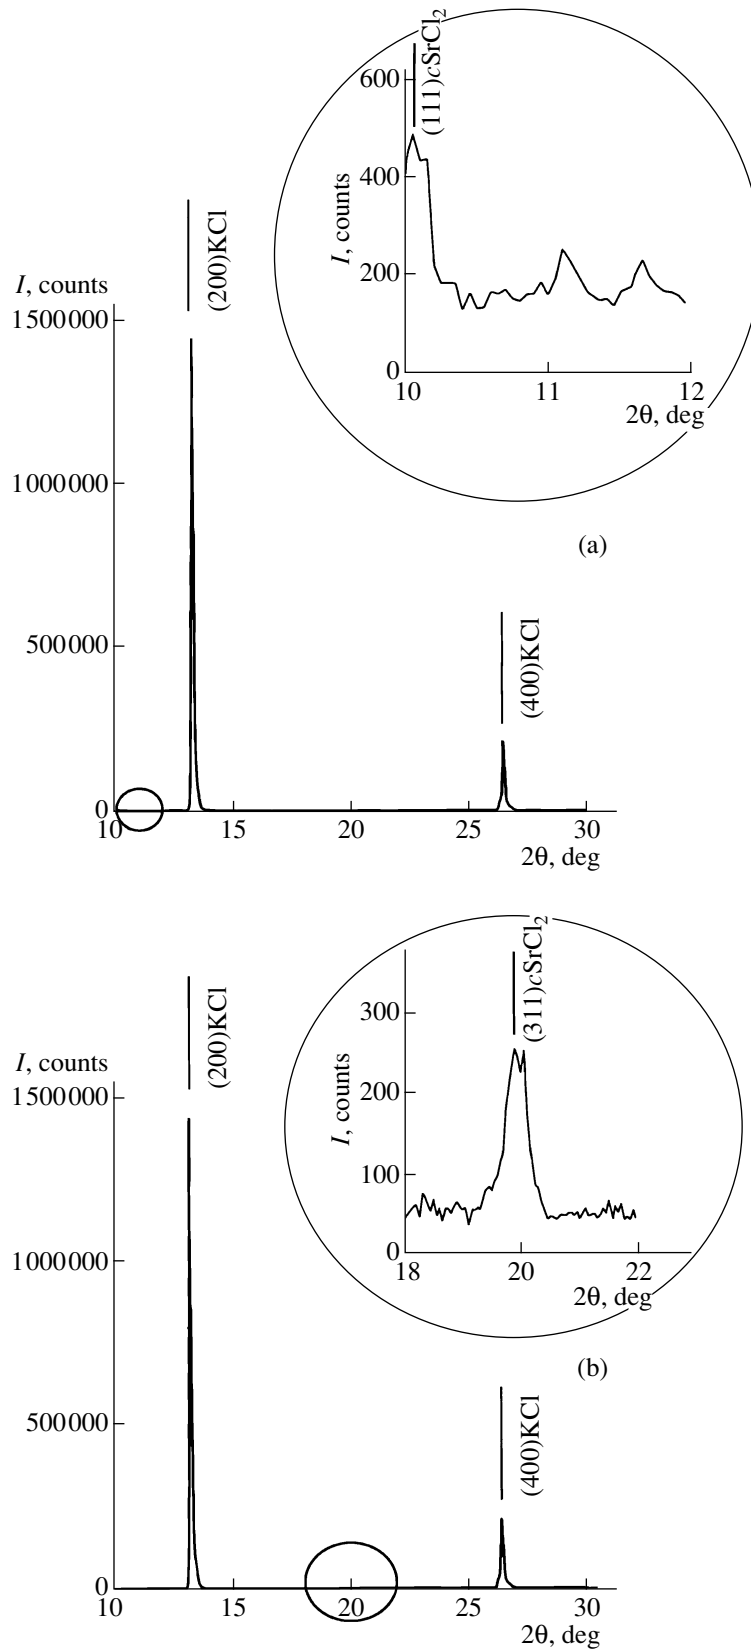 (111)cSrCl₂
600
400
200
0
I, counts
10 11 12
2θ, deg
(200)KCl
I, counts
1500000
1000000
500000
0
(a)
(400)KCl
10 15 20 25 30
2θ, deg
(311)cSrCl₂
300
200
100
0
I, counts
18 20 22
2θ, deg
(200)KCl
I, counts
1500000
1000000
500000
0
(b)
(400)KCl
10 15 20 25 30
2θ, deg